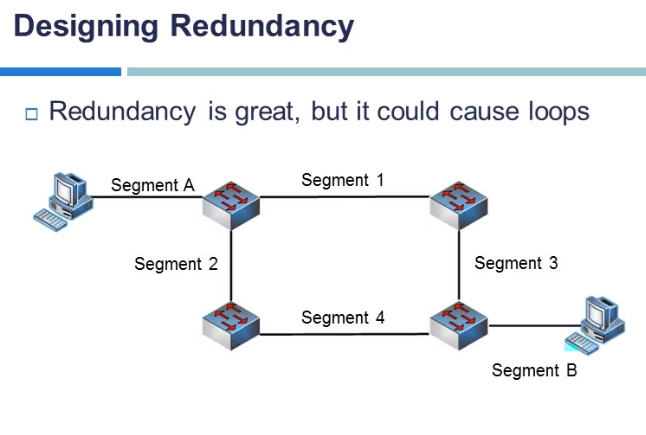 Designing Redundancy
Redundancy is great, but it could cause loops
Segment A
Segment 1
Segment 2
Segment 3
Segment 4
Segment B